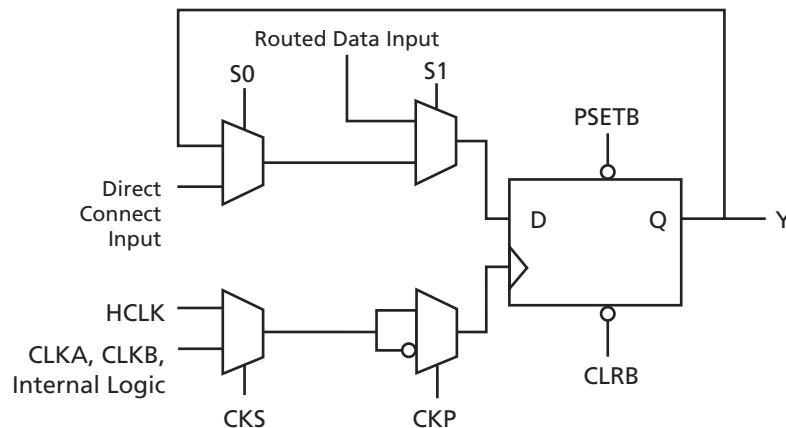 Routed Data Input
S0
S1
PSETB
Direct
Connect
Input
D
Q
Y
HCLK
CLKA, CLKB,
Internal Logic
CLRB
CKS
CKP